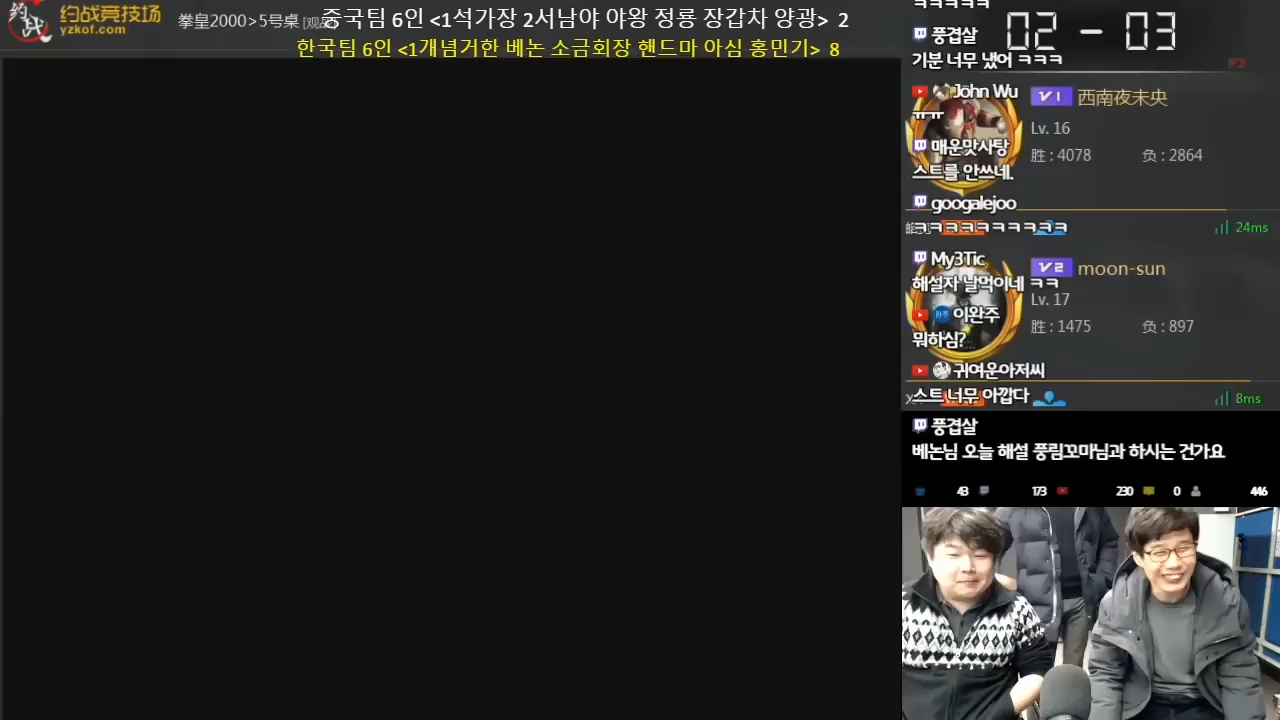 约战竞技场
yzkof.com
拳皇2000>5号桌
중국팀 6인 <1석가장 2서남야 야왕 정룡 장갑차 양광> 2
한국팀 6인 <1개념거한 베논 소금회장 핸드마 아심 홍민기> 8
ㅋㅋㅋㅋㅋ
풍겹살
기분 너무 냈어 ㅋㅋㅋ
02 - 03
P2
John Wu
ㅠㅠ
V1 西南夜未央
Lv. 16
胜 : 4078 负 : 2864
매운맛사탕
스트를 안쓰네.
googalejoo
ㅋㅋㅋㅋㅋㅋㅋㅋㅋㅋ
24ms
My3Tic
해설자 날먹이네 ㅋㅋ
V2 moon-sun
Lv. 17
胜 : 1475 负 : 897
완주 이완주
뭐하심?
귀여운아저씨
스트 너무 아깝다
8ms
풍겹살
베논님 오늘 해설 풍림꼬마님과 하시는 건가요
43 173 230 0 446